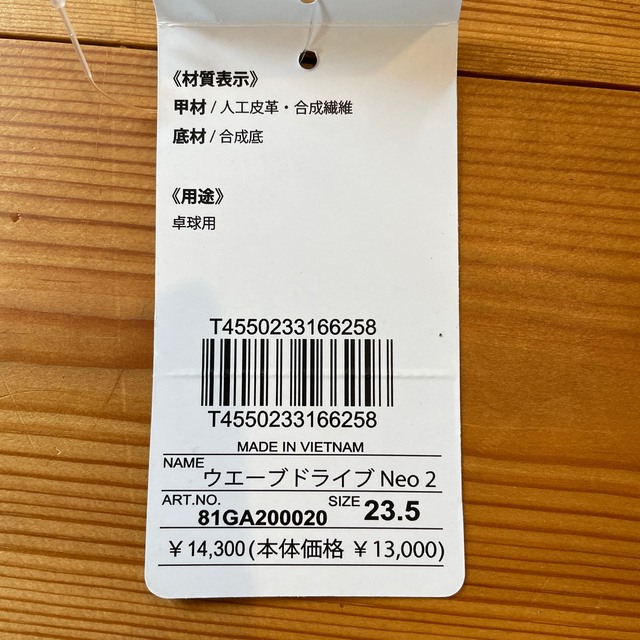 《材質表示》
甲材 / 人工皮革・合成繊維
底材 / 合成底
《用途》
卓球用
T4550233166258
T4550233166258
MADE IN VIETNAM
NAME ウエーブドライブ Neo 2
ART.NO. 81GA200020 SIZE 23.5
￥14,300(本体価格 ￥13,000)